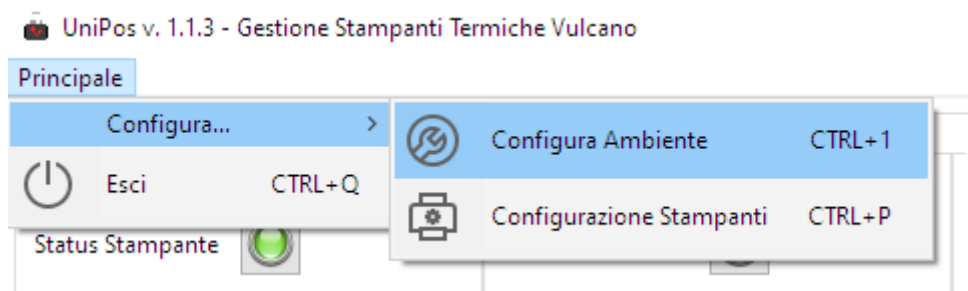 UniPos v. 1.1.3 - Gestione Stampanti Termiche Vulcano
Principale
Configura...
Configura Ambiente CTRL+1
Esci CTRL+Q
Configurazione Stampanti CTRL+P
Status Stampante